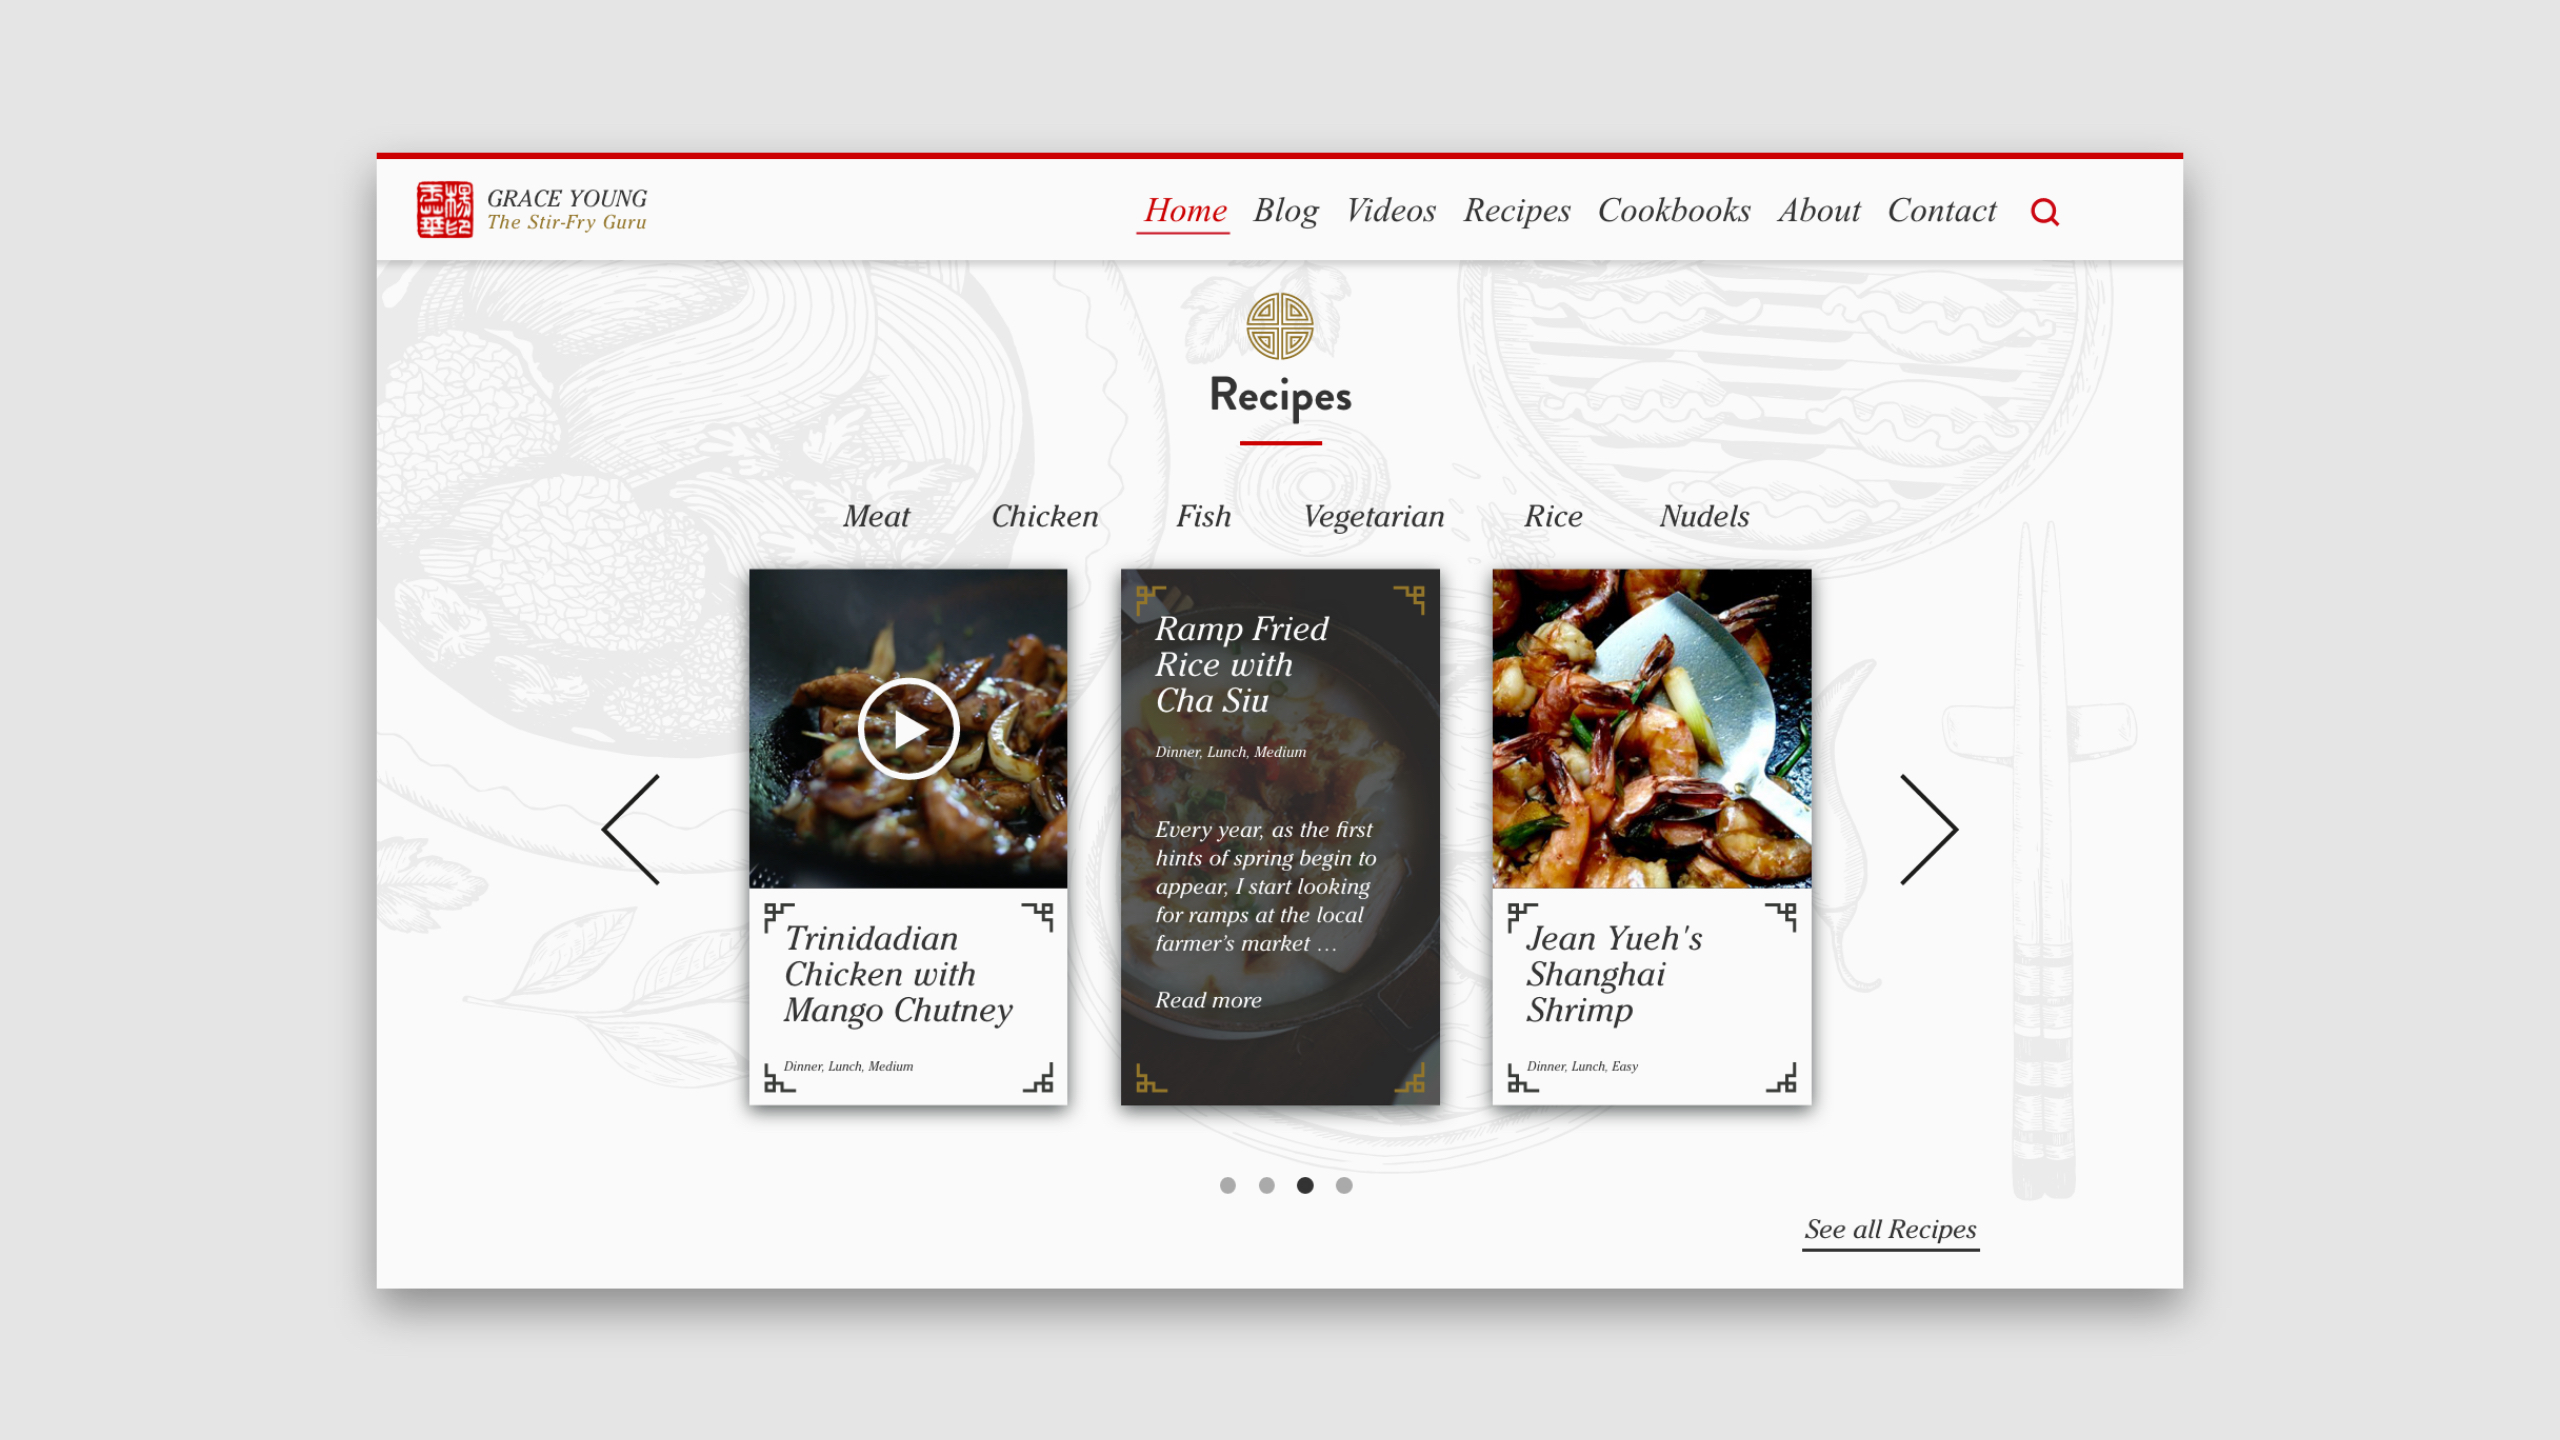 GRACE YOUNG
The Stir-Fry Guru
Home Blog Videos Recipes Cookbooks About Contact
Recipes
Meat Chicken Fish Vegetarian Rice Nudels
Trinidadian
Chicken with
Mango Chutney
Dinner, Lunch, Medium
Ramp Fried
Rice with
Cha Siu
Dinner, Lunch, Medium
Every year, as the first
hints of spring begin to
appear, I start looking
for ramps at the local
farmer’s market …
Read more
Jean Yueh's
Shanghai
Shrimp
Dinner, Lunch, Easy
See all Recipes